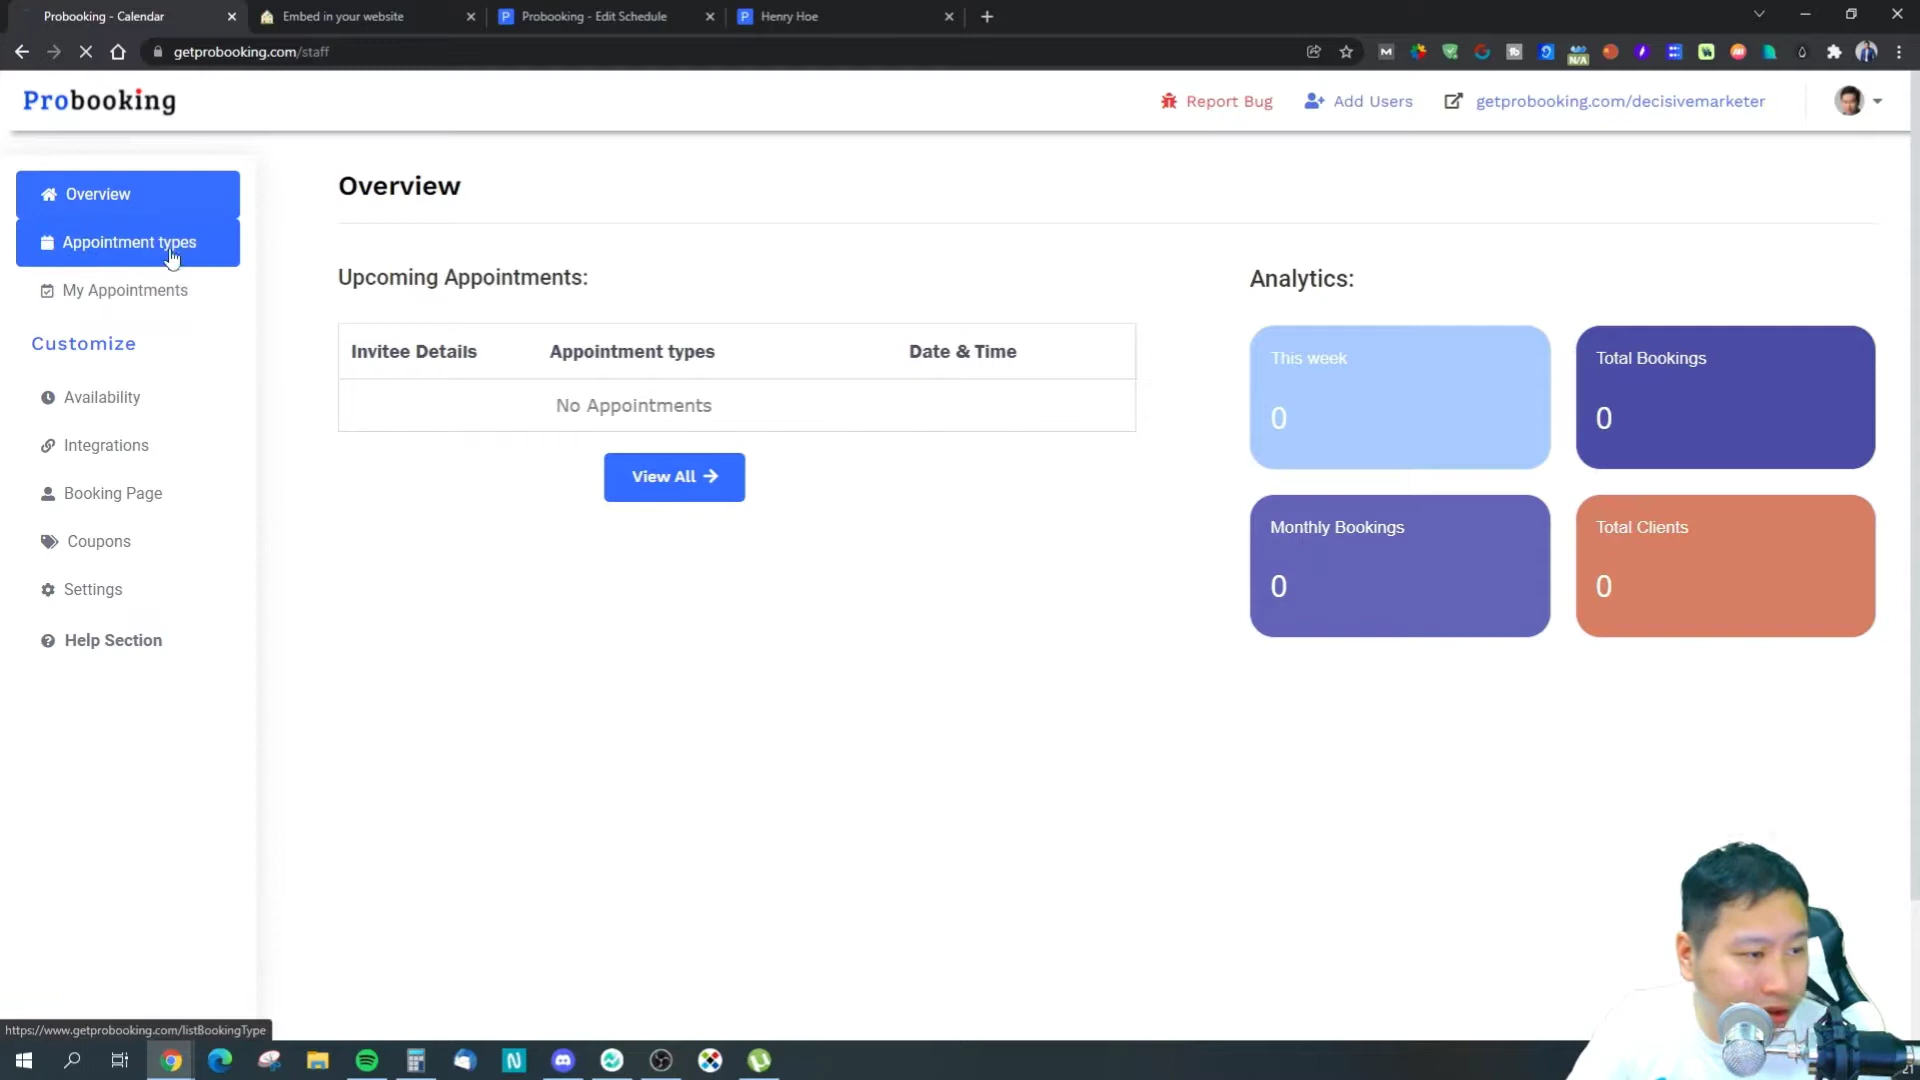 Probooking - Calendar
Embed in your website
Probooking - Edit Schedule
Henry Hoe
getprobooking.com/staff
N/A
Probooking
Report Bug
Add Users
getprobooking.com/decisivemarketer
Overview
Appointment types
My Appointments
Customize
Availability
Integrations
Booking Page
Coupons
Settings
Help Section
Overview
Upcoming Appointments:
Invitee Details
Appointment types
Date & Time
No Appointments
View All
Analytics:
This week
0
Total Bookings
0
Monthly Bookings
0
Total Clients
0
https://www.getprobooking.com/listBookingType